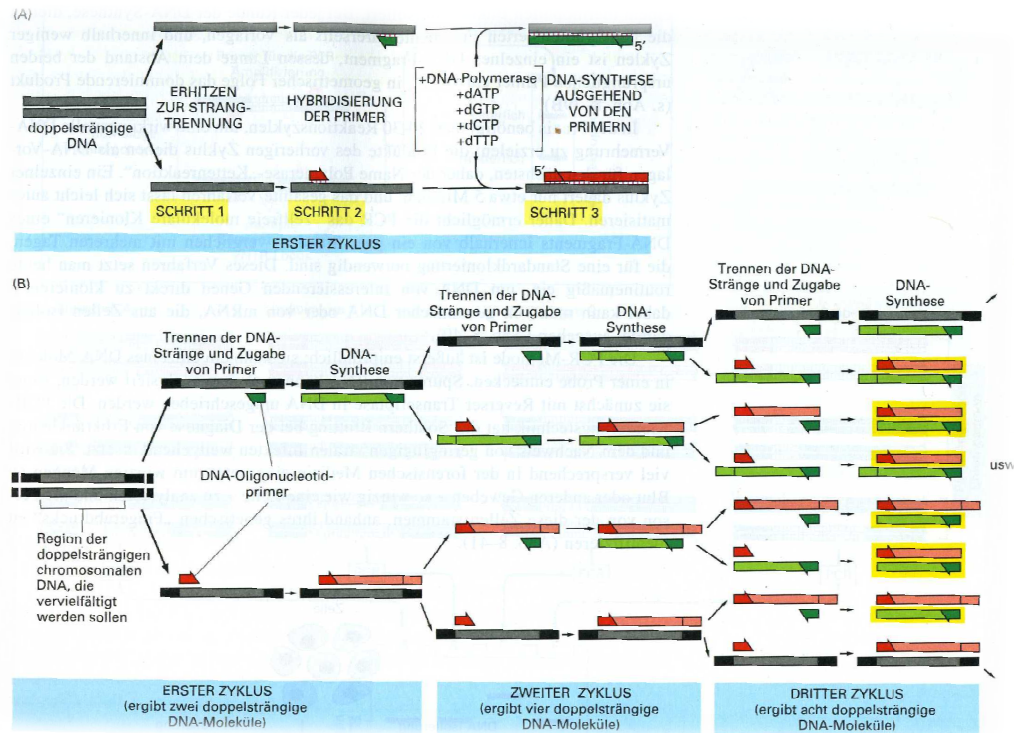 (A)
5′
+DNA-Polymerase
+dATP
+dGTP
+dCTP
+dTTP
DNA-SYNTHESE
AUSGEHEND
VON DEN
PRIMERN
ERHITZEN
ZUR STRANG-
TRENNUNG
HYBRIDISIERUNG
DER PRIMER
doppelsträngige
DNA
5′
SCHRITT 1
SCHRITT 2
SCHRITT 3
ERSTER ZYKLUS
(B)
Trennen der DNA-
Stränge und Zugabe
von Primer
DNA-
Synthese
Trennen der DNA-
Stränge und Zugabe
von Primer
DNA-
Synthese
Trennen der DNA-
Stränge und Zugabe
von Primer
DNA-
Synthese
DNA-Oligonucleotid-
primer
usw
Region der
doppelsträngigen
chromosomalen
DNA, die
vervielfältigt
werden sollen
ERSTER ZYKLUS
(ergibt zwei doppelsträngige
DNA-Moleküle)
ZWEITER ZYKLUS
(ergibt vier doppelsträngige
DNA-Moleküle)
DRITTER ZYKLUS
(ergibt acht doppelsträngige
DNA-Moleküle)